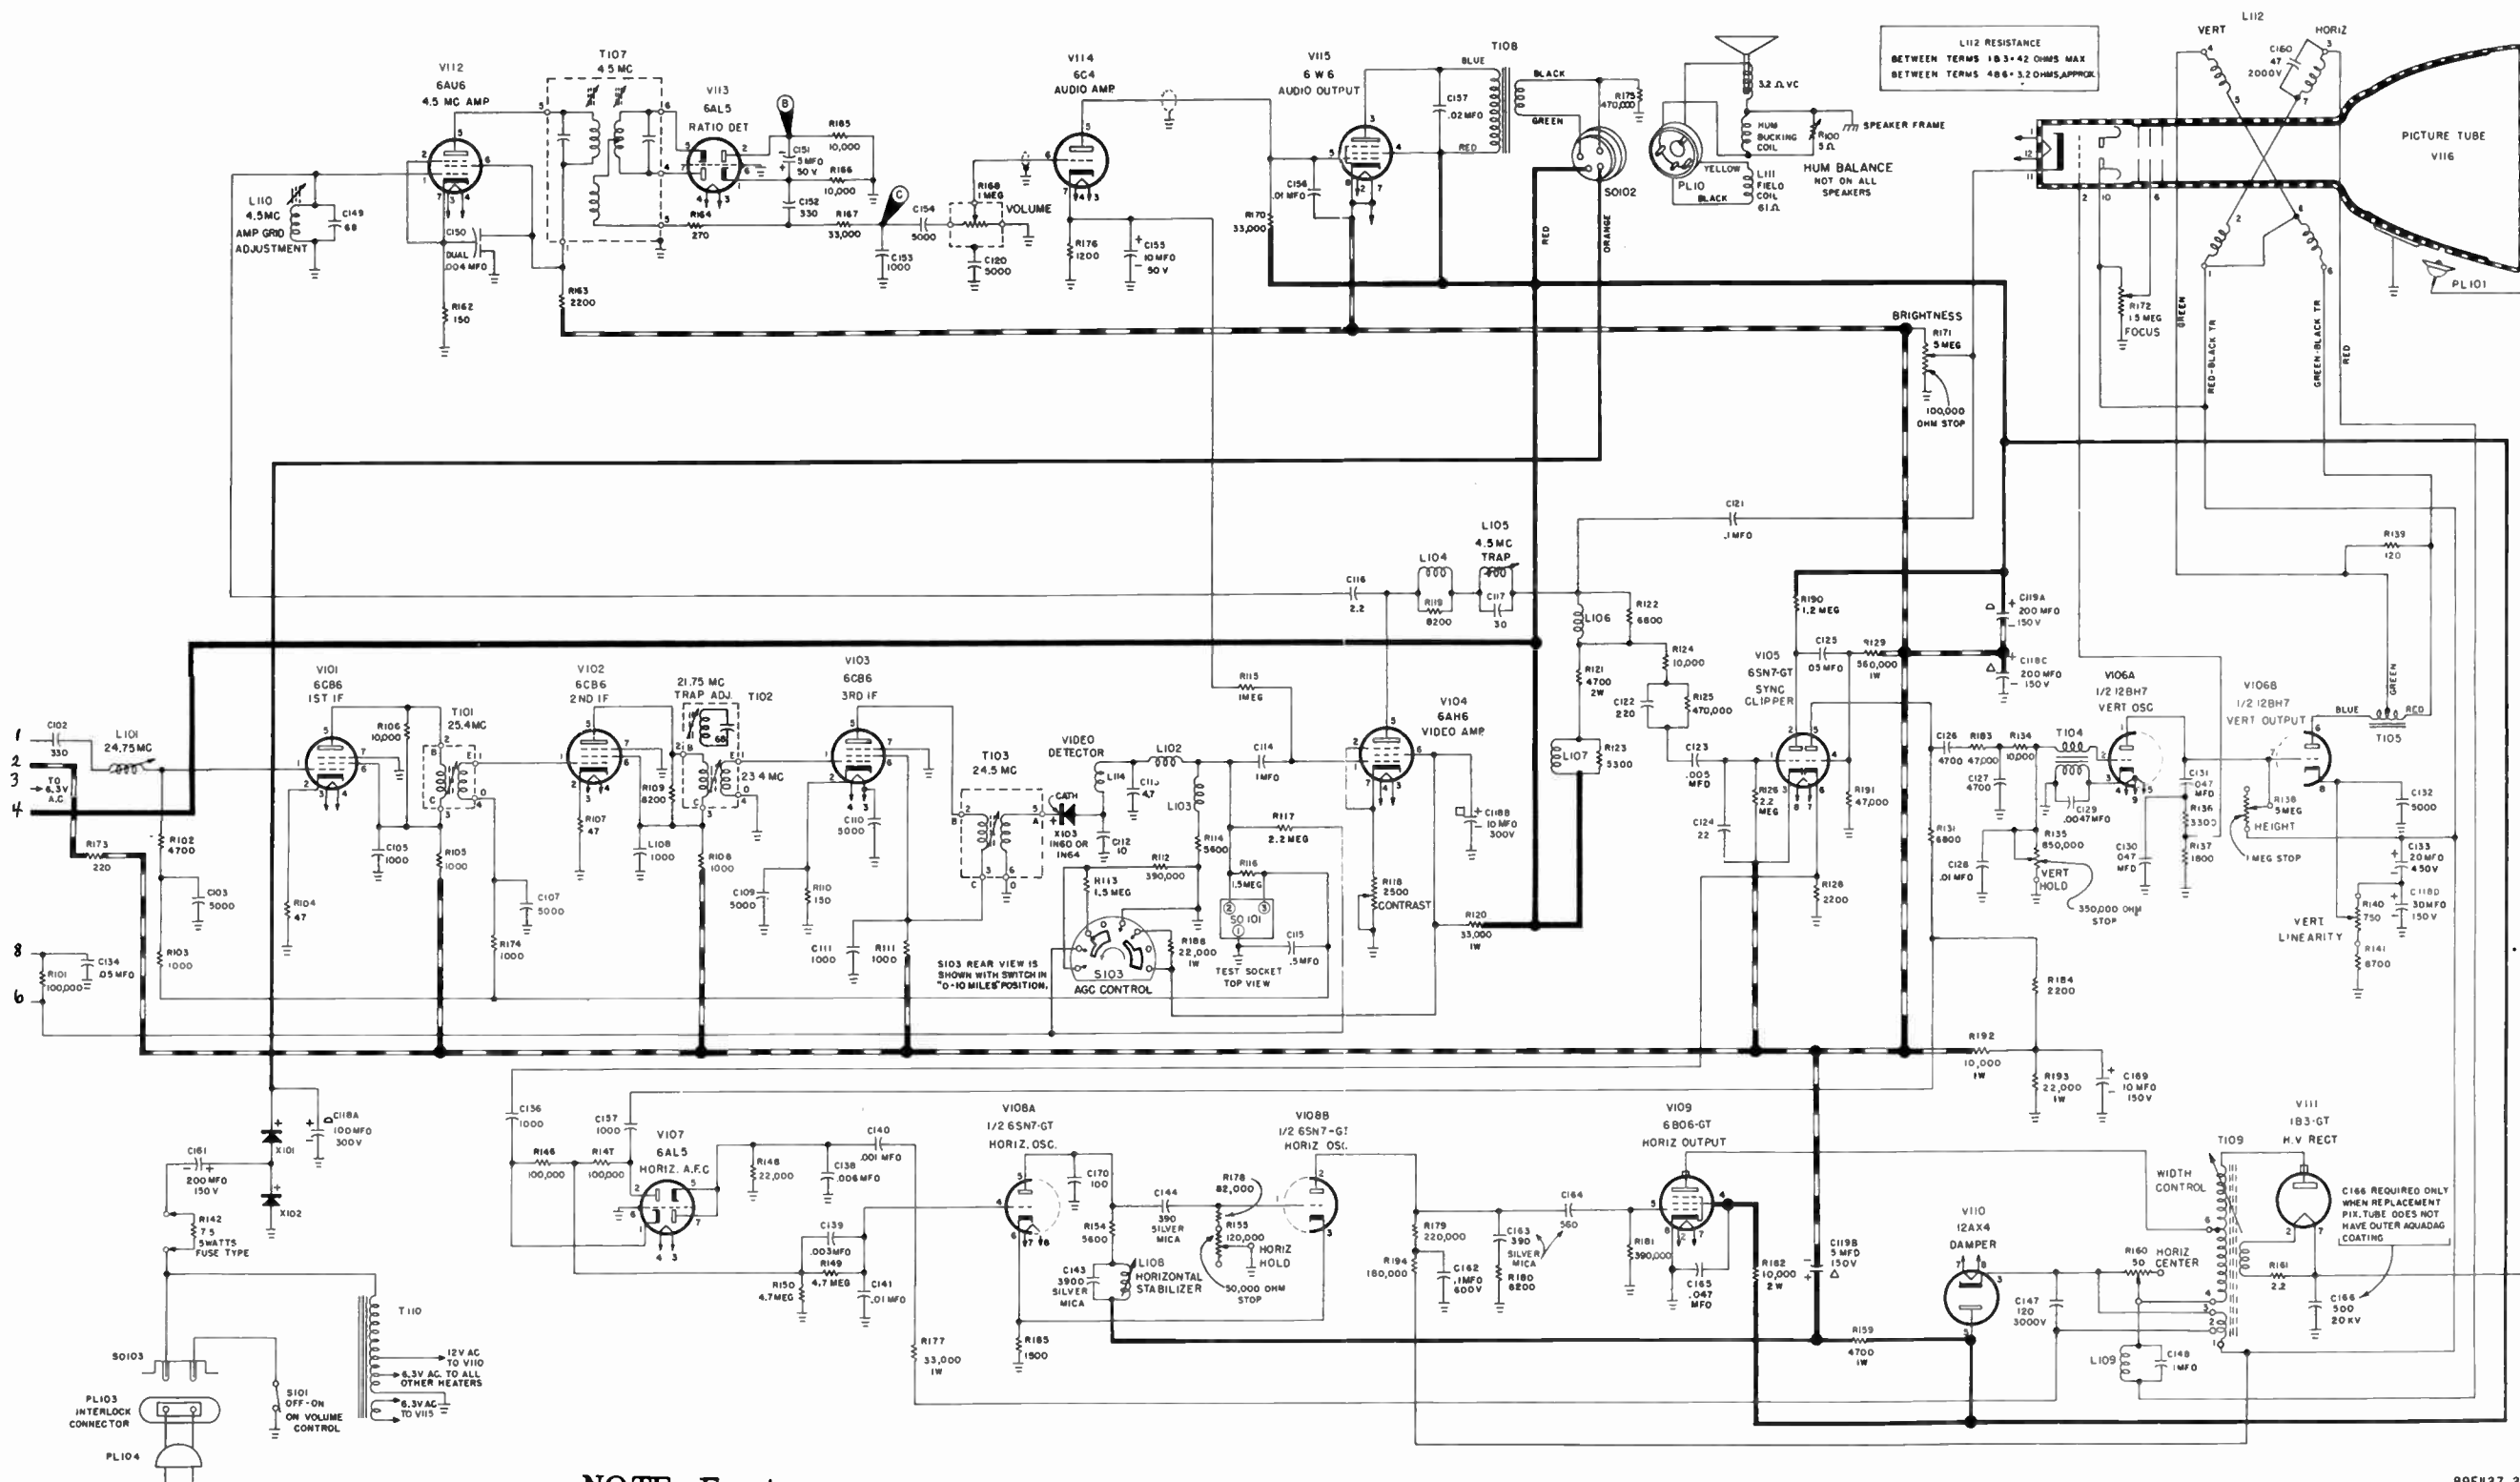 L112
VERT
HORIZ
C160
47
2000V
L112 RESISTANCE
BETWEEN TERMS 1&3=42 OHMS MAX
BETWEEN TERMS 4&6=3.2 OHMS, APPROX
PICTURE TUBE
V116
PL101
R172
1.5 MEG
FOCUS
GREEN
RED-BLACK TR
GREEN-BLACK TR
RED
V112
6AU6
4.5 MC AMP
T107
4.5 MC
V113
6AL5
RATIO DET
B
R165
10,000
C151
5 MFD
50 V
R166
10,000
C152
330
R164
270
R167
33,000
C
C154
5000
C153
1000
R168
1 MEG
VOLUME
C120
5000
V114
6C4
AUDIO AMP.
R176
1200
C155
10 MFD
50 V
L110
4.5MC
AMP GRID
ADJUSTMENT
C149
68
C150
DUAL
.004 MFD
R162
150
R163
2200
V115
6W6
AUDIO OUTPUT
C156
.01 MFD
R170
33,000
C157
.02 MFD
T108
BLUE
RED
BLACK
GREEN
R175
470,000
SO102
RED
ORANGE
PL10
YELLOW
BLACK
3.2 Ω VC
HUM
BUCKING
COIL
R100
5 Ω
SPEAKER FRAME
L111
FIELD
COIL
61Ω
HUM BALANCE
NOT ON ALL
SPEAKERS
BRIGHTNESS
R171
.5 MEG
100,000
OHM STOP
C121
.1 MFD
L105
4.5 MC
TRAP
L104
R119
8200
C117
30
C116
2.2
L106
R122
6800
R121
4700
2W
R124
10,000
C122
220
R125
470,000
L107
R123
3300
C123
.005
MFD
C124
22
R126
2.2
MEG
V105
6SN7-GT
SYNC
CLIPPER
R190
1.2 MEG
C125
.05 MFD
R129
560,000
1W
R191
47,000
R128
2200
C119A
200 MFD
150 V
C118C
200 MFD
150 V
R139
120
V106A
1/2 12BH7
VERT OSC
V106B
1/2 12BH7
VERT OUTPUT
BLUE
GREEN
RED
T105
C126
4700
R183
47,000
R134
10,000
C127
4700
T104
C129
.0047MFD
R131
6800
C128
.01 MFD
R135
850,000
VERT
HOLD
350,000 OHM
STOP
C130
.047
MFD
C131
.047
MFD
R136
3300
R137
1800
R138
5MEG
HEIGHT
1 MEG STOP
C132
5000
C133
20 MFD
450V
C118D
30MFD
150 V
R140
750
VERT
LINEARITY
R141
8700
R184
2200
R192
10,000
1W
R193
22,000
1W
C169
10 MFD
150V
1
2
3
4
TO
6.3V
A.C.
8
6
C102
330
L101
24.75MC
R173
220
R102
4700
C103
5000
R103
1000
C134
.05 MFD
R101
100,000
V101
6CB6
1ST IF
R104
47
R106
10,000
C105
1000
T101
25.4MC
R105
1000
C107
5000
R174
1000
V102
6CB6
2ND IF
R107
47
R109
8200
L108
1000
21.75 MC
TRAP ADJ.
T102
68
23.4 MC
R108
1000
V103
6CB6
3RD IF
C109
5000
R110
150
C110
5000
C111
1000
R111
1000
T103
24.5 MC
VIDEO
DETECTOR
CATH
X103
IN60 OR
IN64
L114
C112
10
C113
4.7
L102
L103
R114
5600
C114
.1MFD
R115
1MEG
R117
2.2 MEG
R112
390,000
R113
1.5 MEG
R116
1.5MEG
SO 101
C115
.5MFD
TEST SOCKET
TOP VIEW
R188
22,000
1W
S103
AGC CONTROL
S103 REAR VIEW IS
SHOWN WITH SWITCH IN
"0-10 MILES" POSITION.
V104
6AH6
VIDEO AMP.
R118
2500
CONTRAST
C118B
10 MFD
300V
R120
33,000
1W
C161
200 MFD
150 V
X101
X102
C118A
100 MFD
300 V
R142
7.5
5WATTS
FUSE TYPE
T110
12V AC
TO V110
6.3V AC. TO ALL
OTHER HEATERS
6.3V AC
TO V115
SO103
PL103
INTERLOCK
CONNECTOR
PL104
S101
OFF-ON
ON VOLUME
CONTROL
C136
1000
C157
1000
R146
100,000
R147
100,000
V107
6AL5
HORIZ. A.F.C
R148
22,000
C138
.006 MFD
C140
.001 MFD
C139
.003MFD
R149
4.7 MEG
R150
4.7MEG
C141
.01 MFD
R177
33,000
1W
V108A
1/2 6SN7-GT
HORIZ. OSC.
C170
100
R154
5600
C144
390
SILVER
MICA
C143
3900
SILVER
MICA
L108
HORIZONTAL
STABILIZER
R185
1500
R178
82,000
R155
120,000
HORIZ
HOLD
50,000 OHM
STOP
V108B
1/2 6SN7-GT
HORIZ OSC.
R179
220,000
R194
180,000
C162
.1MFD
600V
C163
390
SILVER
MICA
R180
8200
C164
560
R181
390,000
V109
6BQ6-GT
HORIZ OUTPUT
C165
.047
MFD
R182
10,000
2 W
C119B
5 MFD
150V
R159
4700
1W
V110
12AX4
DAMPER
C147
120
3000V
R160
50
HORIZ
CENTER
WIDTH
CONTROL
T109
V111
1B3-GT
H.V RECT
C166 REQUIRED ONLY
WHEN REPLACEMENT
PIX. TUBE DOES NOT
HAVE OUTER AQUADAG
COATING
R161
2.2
C166
500
20 KV
L109
C148
.1MFD